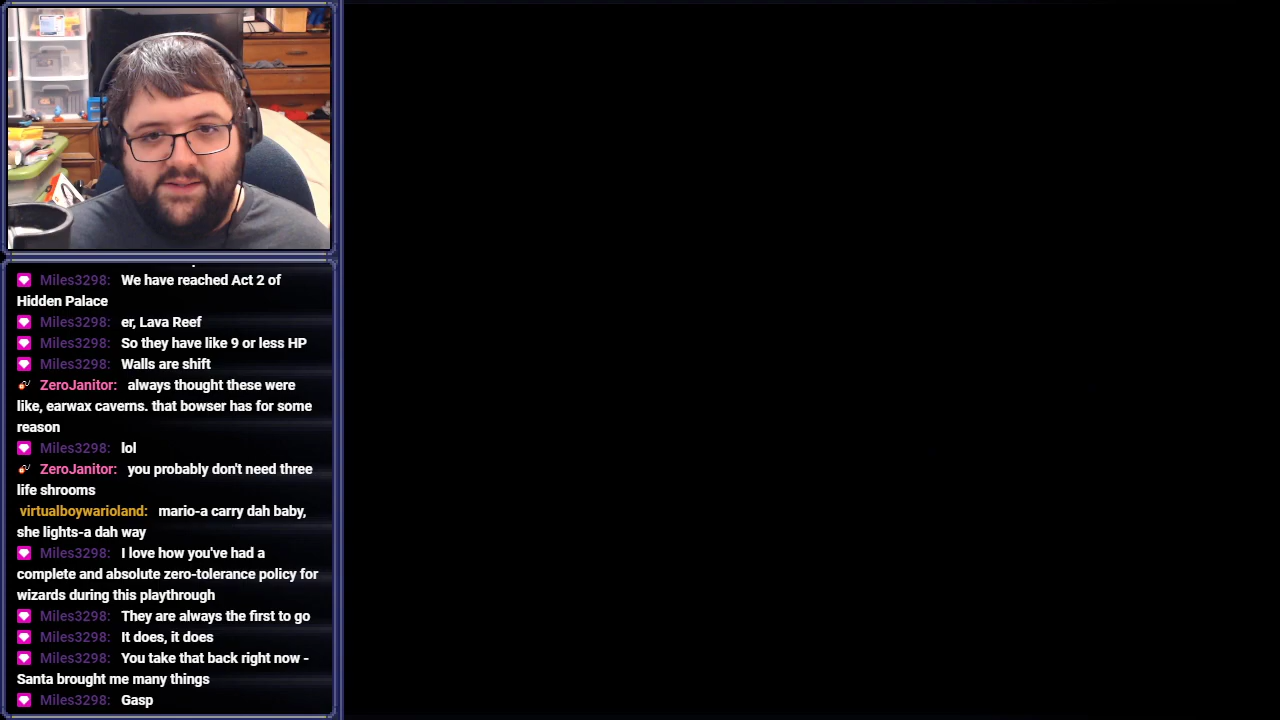 Miles3298: We have reached Act 2 of
Hidden Palace
Miles3298: er, Lava Reef
Miles3298: So they have like 9 or less HP
Miles3298: Walls are shift
ZeroJanitor: always thought these were
like, earwax caverns. that bowser has for some
reason
Miles3298: lol
ZeroJanitor: you probably don't need three
life shrooms
virtualboywarioland: mario-a carry dah baby,
she lights-a dah way
Miles3298: I love how you've had a
complete and absolute zero-tolerance policy for
wizards during this playthrough
Miles3298: They are always the first to go
Miles3298: It does, it does
Miles3298: You take that back right now -
Santa brought me many things
Miles3298: Gasp